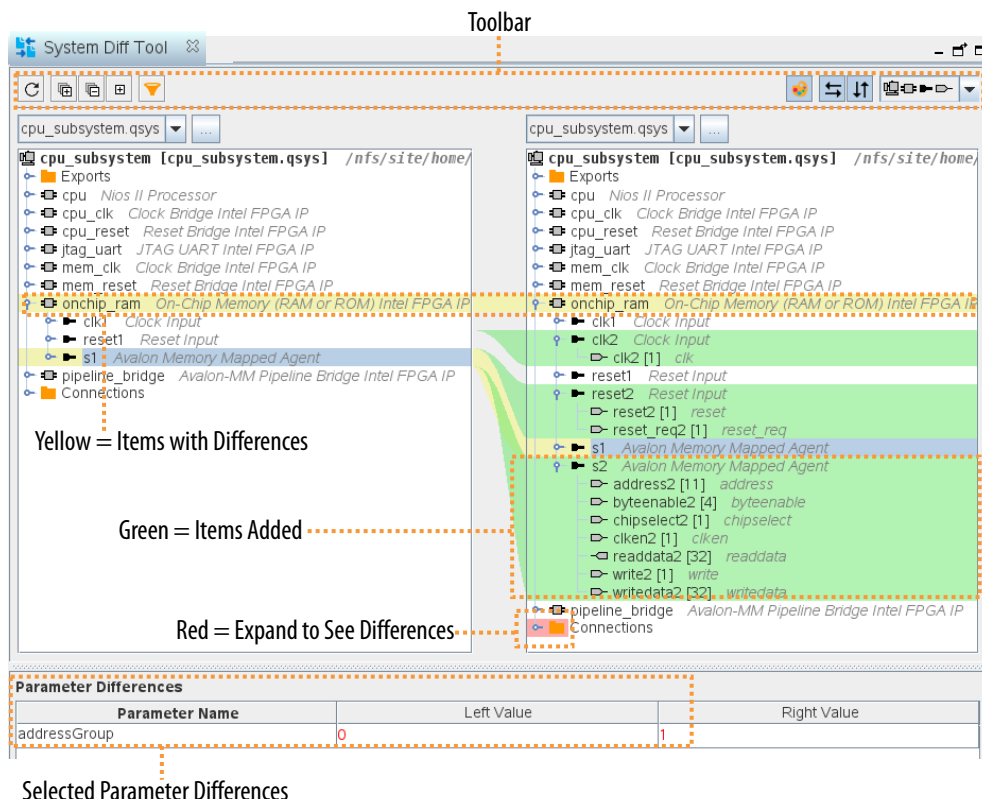 Toolbar
System Diff Tool
cpu_subsystem.qsys ...
cpu_subsystem [cpu_subsystem.qsys] /nfs/site/home/
Exports
cpu Nios II Processor
cpu_clk Clock Bridge Intel FPGA IP
cpu_reset Reset Bridge Intel FPGA IP
jtag_uart JTAG UART Intel FPGA IP
mem_clk Clock Bridge Intel FPGA IP
mem_reset Reset Bridge Intel FPGA IP
onchip_ram On-Chip Memory (RAM or ROM) Intel FPGA IP
clk1 Clock Input
reset1 Reset Input
s1 Avalon Memory Mapped Agent
pipeline_bridge Avalon-MM Pipeline Bridge Intel FPGA IP
Connections
Yellow = Items with Differences
Green = Items Added
Red = Expand to See Differences
cpu_subsystem.qsys ...
cpu_subsystem [cpu_subsystem.qsys] /nfs/site/home/
Exports
cpu Nios II Processor
cpu_clk Clock Bridge Intel FPGA IP
cpu_reset Reset Bridge Intel FPGA IP
jtag_uart JTAG UART Intel FPGA IP
mem_clk Clock Bridge Intel FPGA IP
mem_reset Reset Bridge Intel FPGA IP
onchip_ram On-Chip Memory (RAM or ROM) Intel FPGA IP
clk1 Clock Input
clk2 Clock Input
clk2 [1] clk
reset1 Reset Input
reset2 Reset Input
reset2 [1] reset
reset_req2 [1] reset_req
s1 Avalon Memory Mapped Agent
s2 Avalon Memory Mapped Agent
address2 [11] address
byteenable2 [4] byteenable
chipselect2 [1] chipselect
clken2 [1] clken
readdata2 [32] readdata
write2 [1] write
writedata2 [32] writedata
pipeline_bridge Avalon-MM Pipeline Bridge Intel FPGA IP
Connections
Parameter Differences
Parameter Name Left Value Right Value
addressGroup 0 1
Selected Parameter Differences